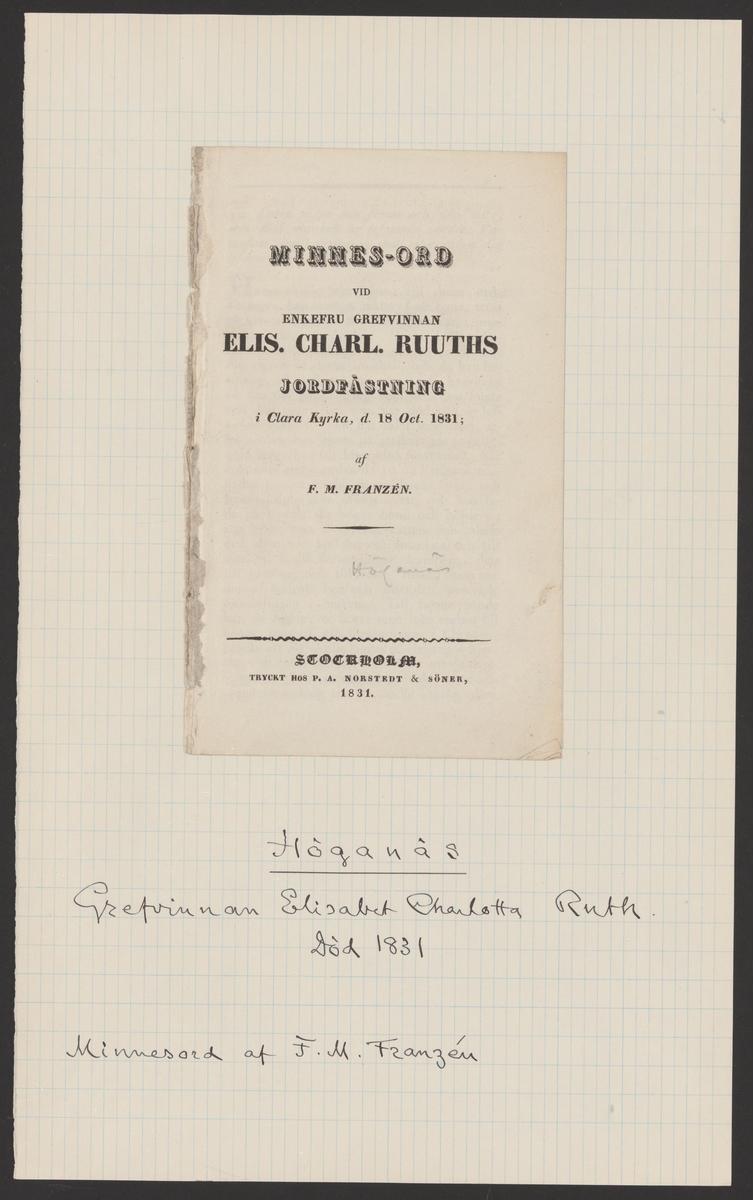 MINNES-ORD
VID
ENKEFRU GREFVINNAN
ELIS. CHARL. RUUTHS
JORDFÄSTNING
i Clara Kyrka, d. 18 Oct. 1831;
af
F. M. FRANZÉN.
Höganäs
STOCKHOLM,
TRYCKT HOS P. A. NORSTEDT & SÖNER,
1831.
Höganäs
Grefvinnan Elisabet Charlotta Ruth.
Död 1831
Minnesord af F. M. Franzén